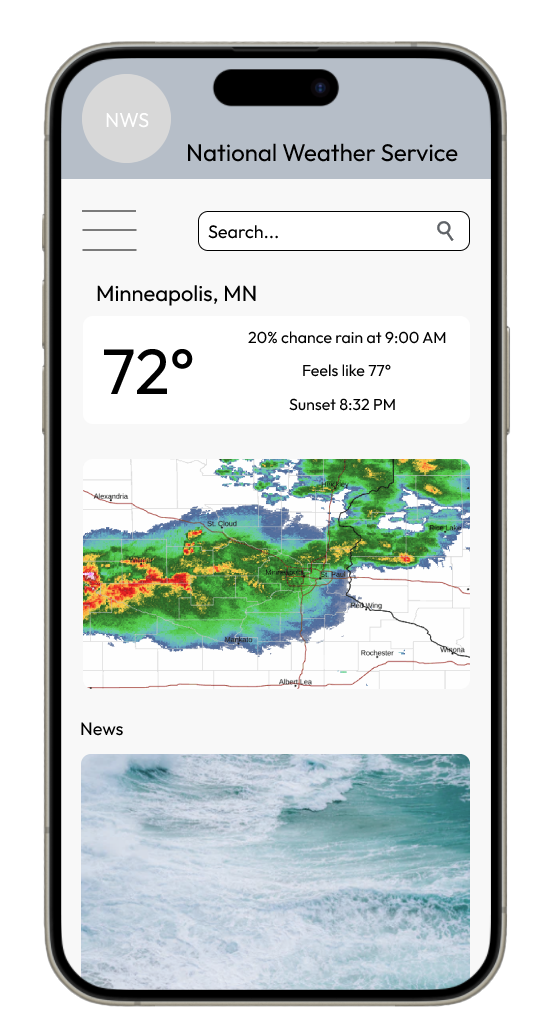 NWS
National Weather Service
Search...
Minneapolis, MN
72°
20% chance rain at 9:00 AM
Feels like 77°
Sunset 8:32 PM
Hinckley
Alexandria
St. Cloud
Rice Lake
Minneapolis
St. Paul
Red Wing
Mankato
Rochester
Winona
Albert Lea
News